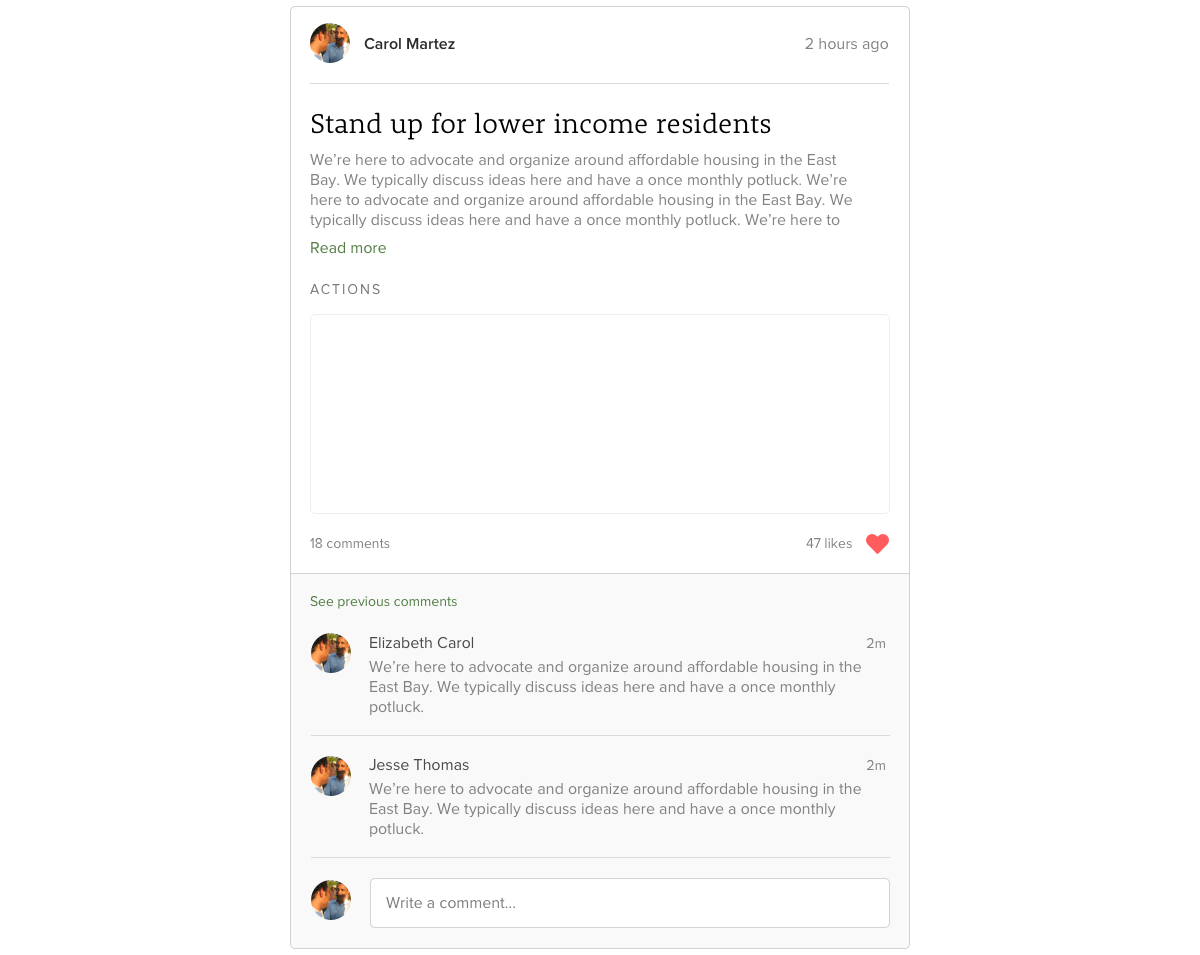 Carol Martez
2 hours ago
Stand up for lower income residents
We’re here to advocate and organize around affordable housing in the East
Bay. We typically discuss ideas here and have a once monthly potluck. We’re
here to advocate and organize around affordable housing in the East Bay. We
typically discuss ideas here and have a once monthly potluck. We’re here to
Read more
ACTIONS
18 comments
47 likes
See previous comments
Elizabeth Carol
2m
We’re here to advocate and organize around affordable housing in the
East Bay. We typically discuss ideas here and have a once monthly
potluck.
Jesse Thomas
2m
We’re here to advocate and organize around affordable housing in the
East Bay. We typically discuss ideas here and have a once monthly
potluck.
Write a comment...